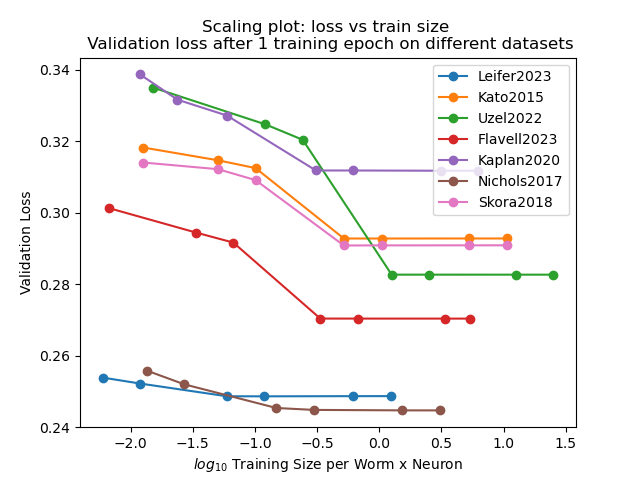 Scaling plot: loss vs train size
Validation loss after 1 training epoch on different datasets
Validation Loss
0.34
0.32
0.30
0.28
0.26
0.24
Leifer2023
Kato2015
Uzel2022
Flavell2023
Kaplan2020
Nichols2017
Skora2018
−2.0 −1.5 −1.0 −0.5 0.0 0.5 1.0 1.5
log10 Training Size per Worm x Neuron